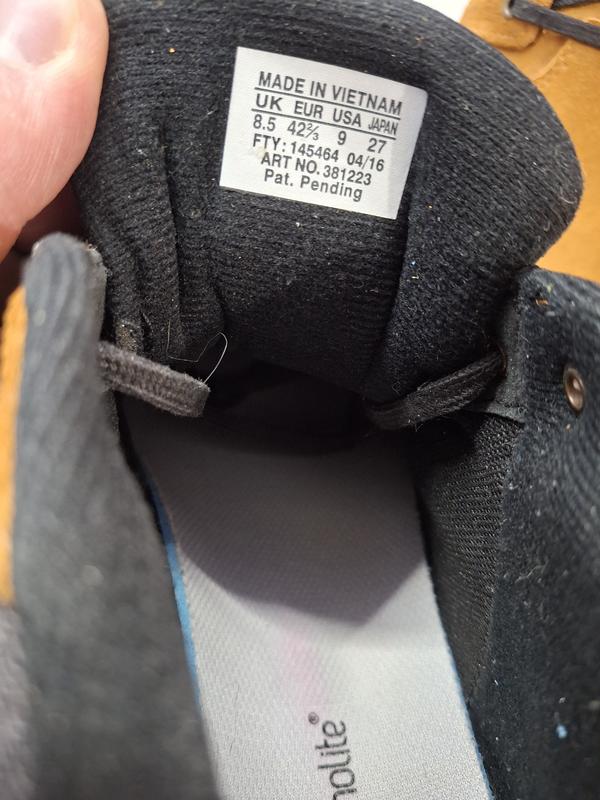 MADE IN VIETNAM
UK EUR USA JAPAN
8.5 42⅔ 9 27
FTY: 145464 04/16
ART NO. 381223
Pat. Pending
nolite®